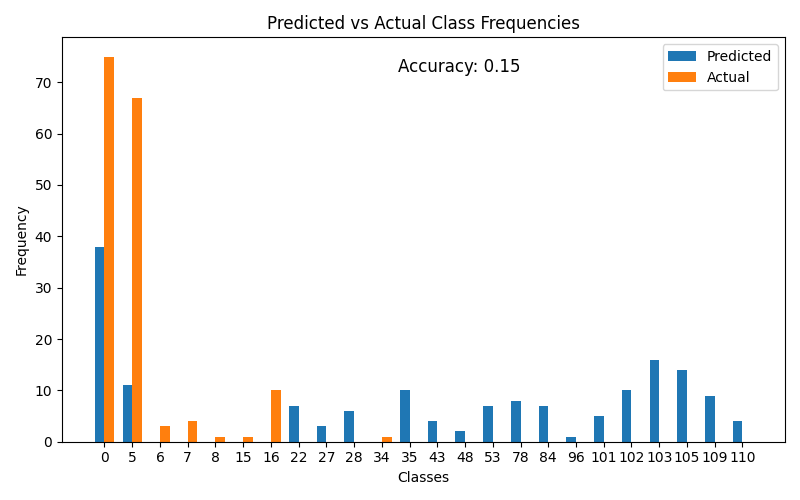 Predicted vs Actual Class Frequencies
Accuracy: 0.15
Predicted
Actual
Frequency
70
60
50
40
30
20
10
0
0 5 6 7 8 15 16 22 27 28 34 35 43 48 53 78 84 96 101 102 103 105 109 110
Classes